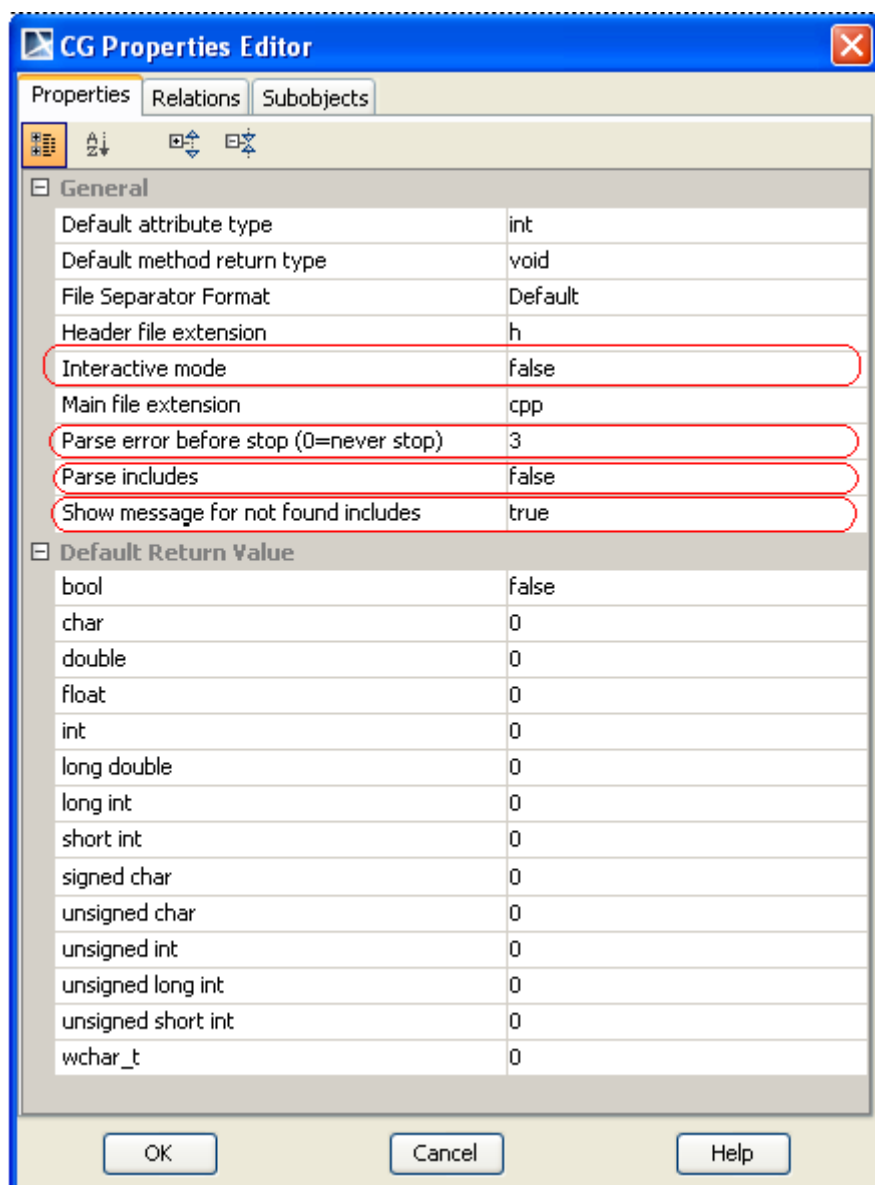 CG Properties Editor
Properties Relations Subobjects
General
Default attribute type int
Default method return type void
File Separator Format Default
Header file extension h
Interactive mode false
Main file extension cpp
Parse error before stop (0=never stop) 3
Parse includes false
Show message for not found includes true
Default Return Value
bool false
char 0
double 0
float 0
int 0
long double 0
long int 0
short int 0
signed char 0
unsigned char 0
unsigned int 0
unsigned long int 0
unsigned short int 0
wchar_t 0
OK Cancel Help